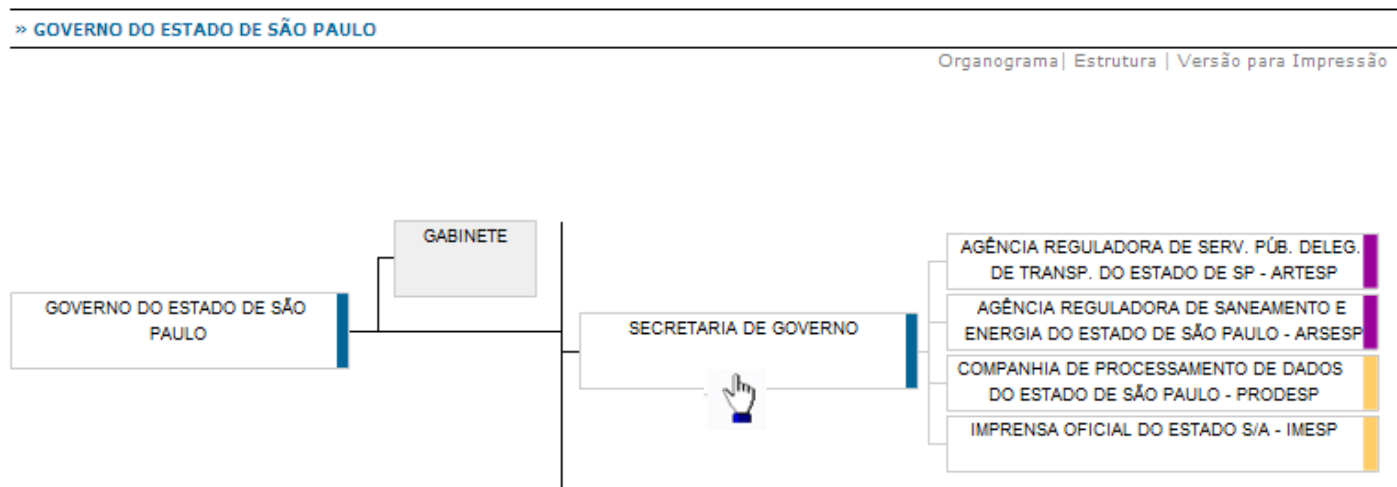 » GOVERNO DO ESTADO DE SÃO PAULO
Organograma| Estrutura | Versão para Impressão
GABINETE
GOVERNO DO ESTADO DE SÃO
PAULO
SECRETARIA DE GOVERNO
AGÊNCIA REGULADORA DE SERV. PÚB. DELEG.
DE TRANSP. DO ESTADO DE SP - ARTESP
AGÊNCIA REGULADORA DE SANEAMENTO E
ENERGIA DO ESTADO DE SÃO PAULO - ARSESP
COMPANHIA DE PROCESSAMENTO DE DADOS
DO ESTADO DE SÃO PAULO - PRODESP
IMPRENSA OFICIAL DO ESTADO S/A - IMESP